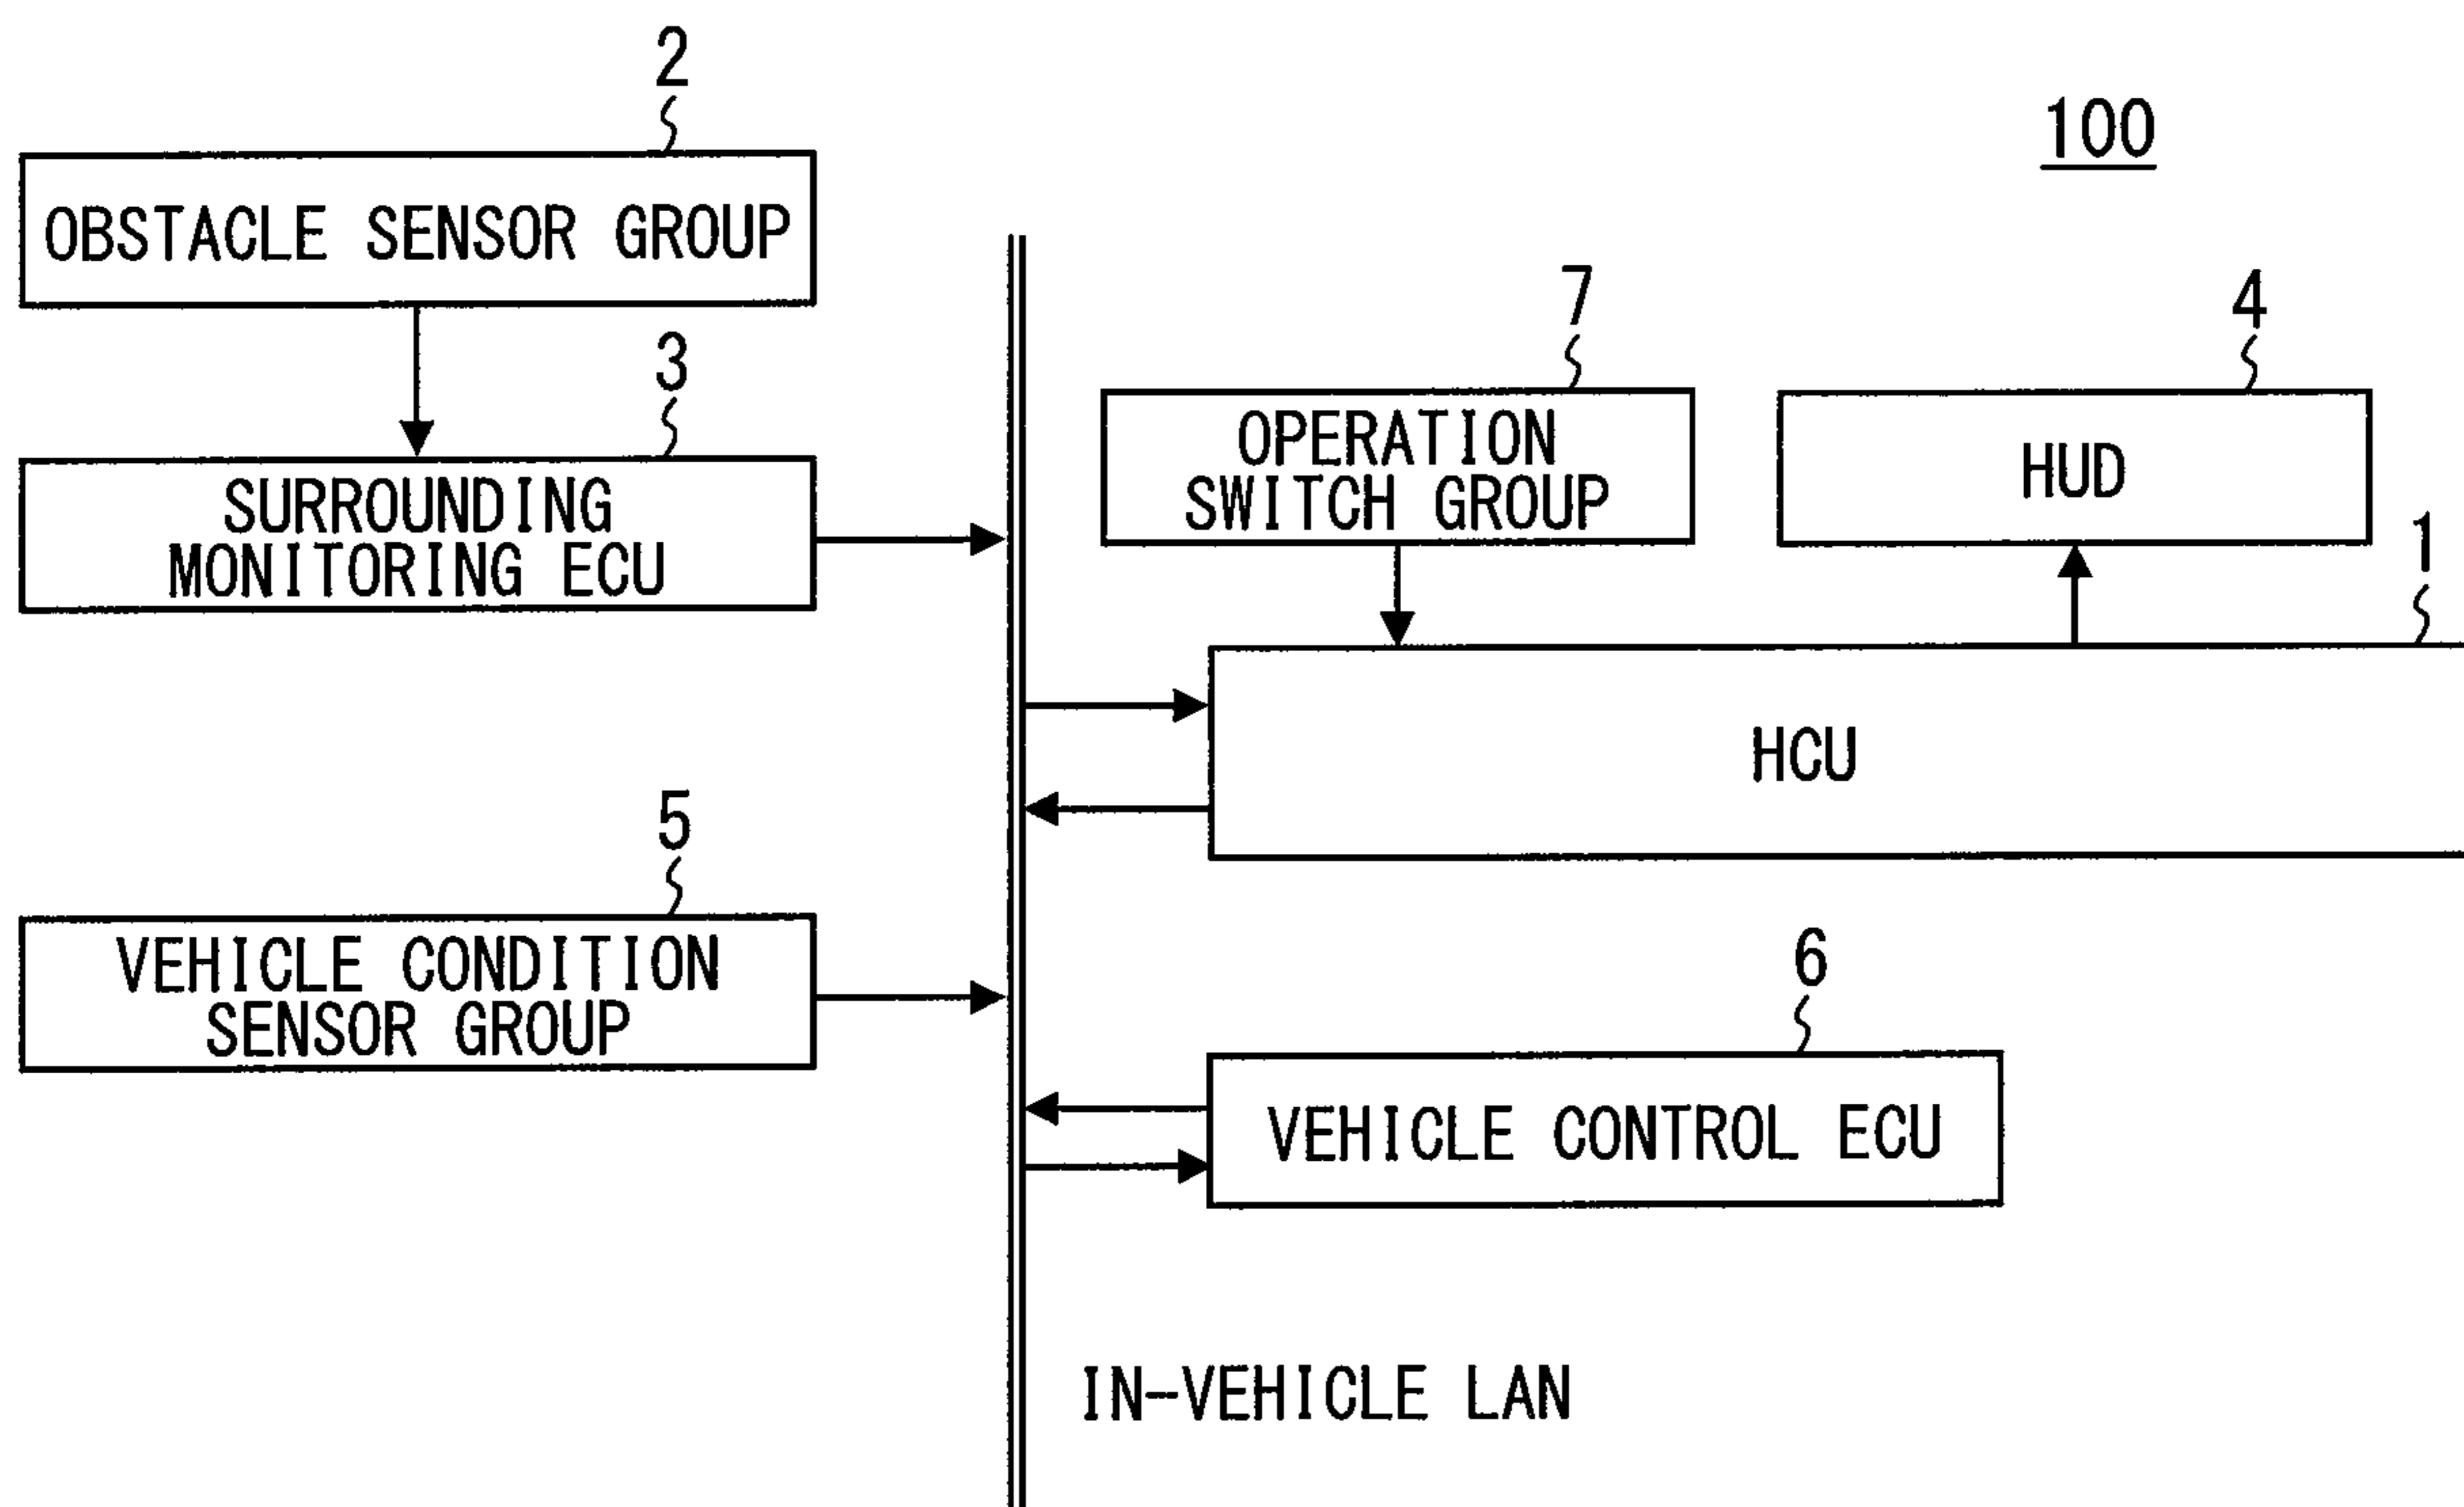 2
100
OBSTACLE SENSOR GROUP
7
4
3
OPERATION
SWITCH GROUP
HUD
SURROUNDING
MONITORING ECU
1
HCU
5
VEHICLE CONDITION
SENSOR GROUP
6
VEHICLE CONTROL ECU
IN-VEHICLE LAN